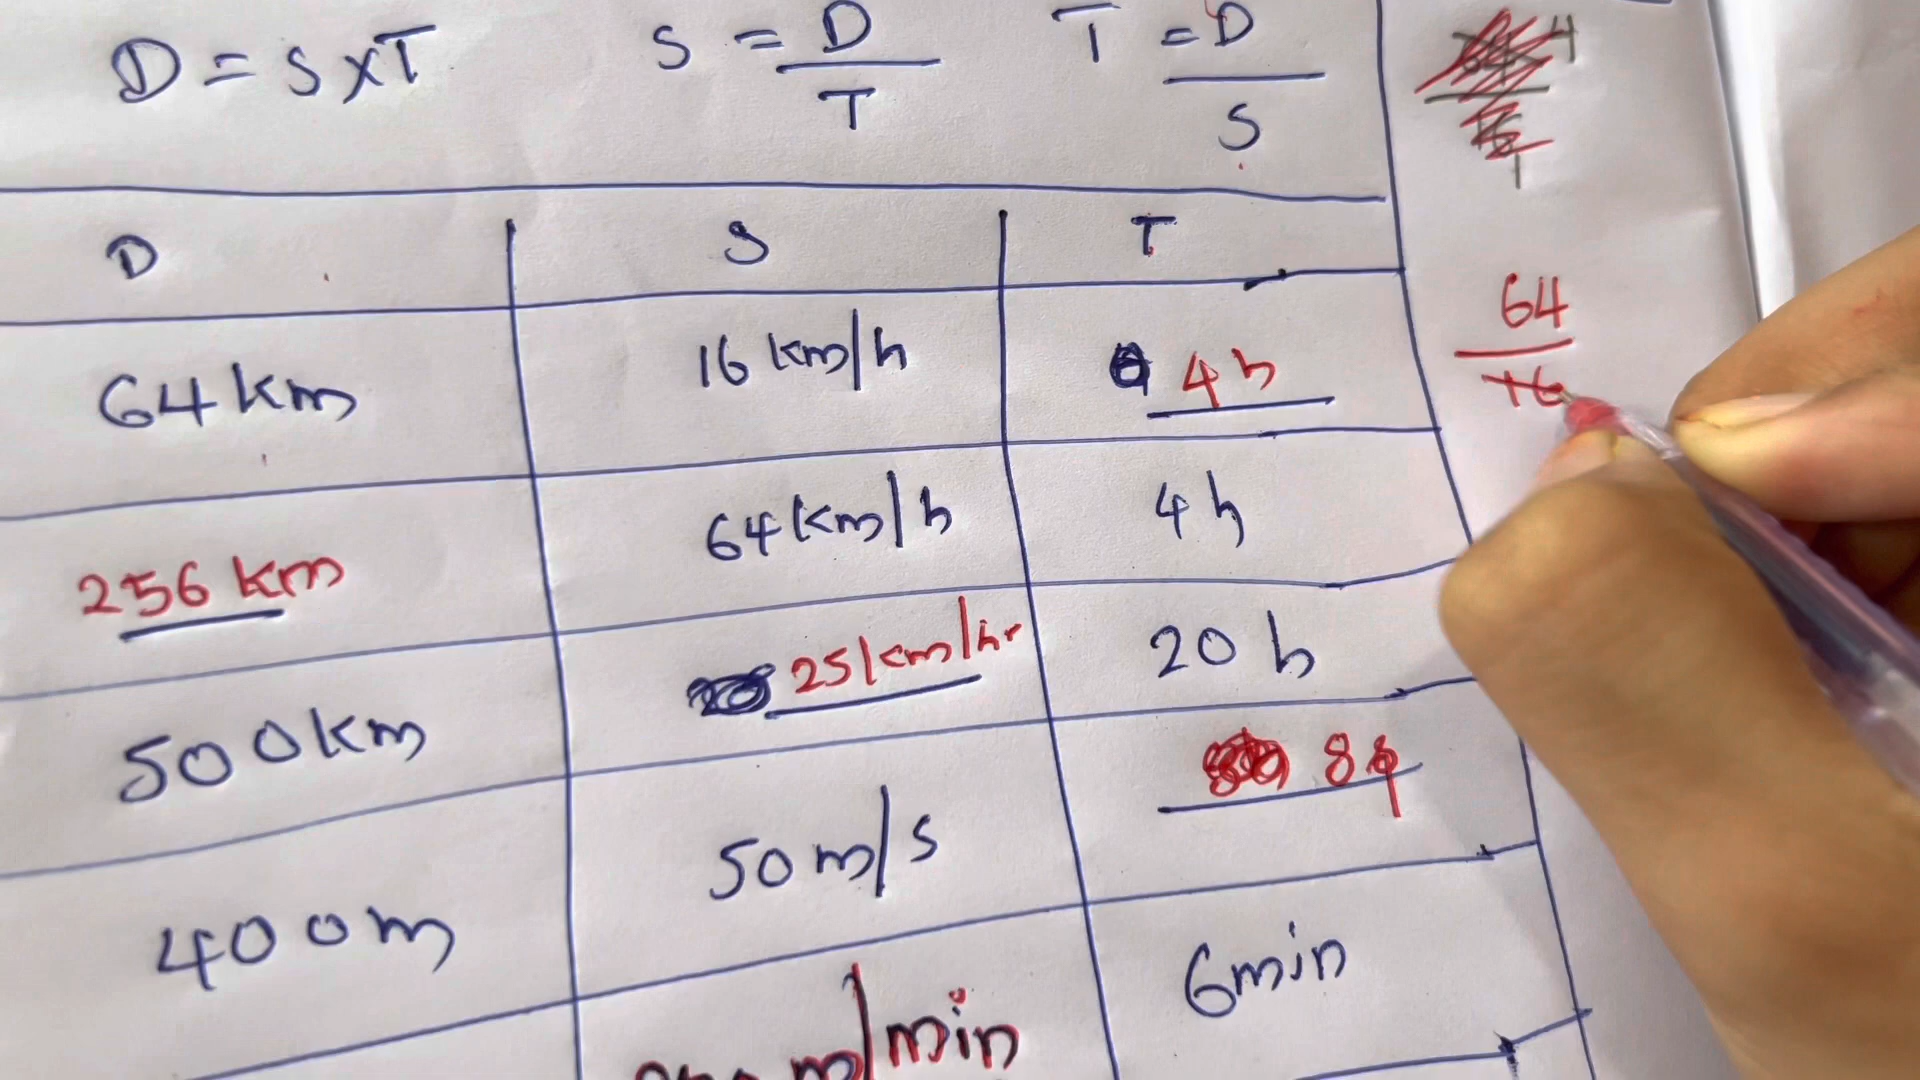 D = S x T S = D/T T = D/S
D S T
64 km 16 km/h 4 h
64
16
256 km 64 km/h 4 h
500 km 25 km/hr 20 h
400 m 50 m/s 8
m/min 6 min